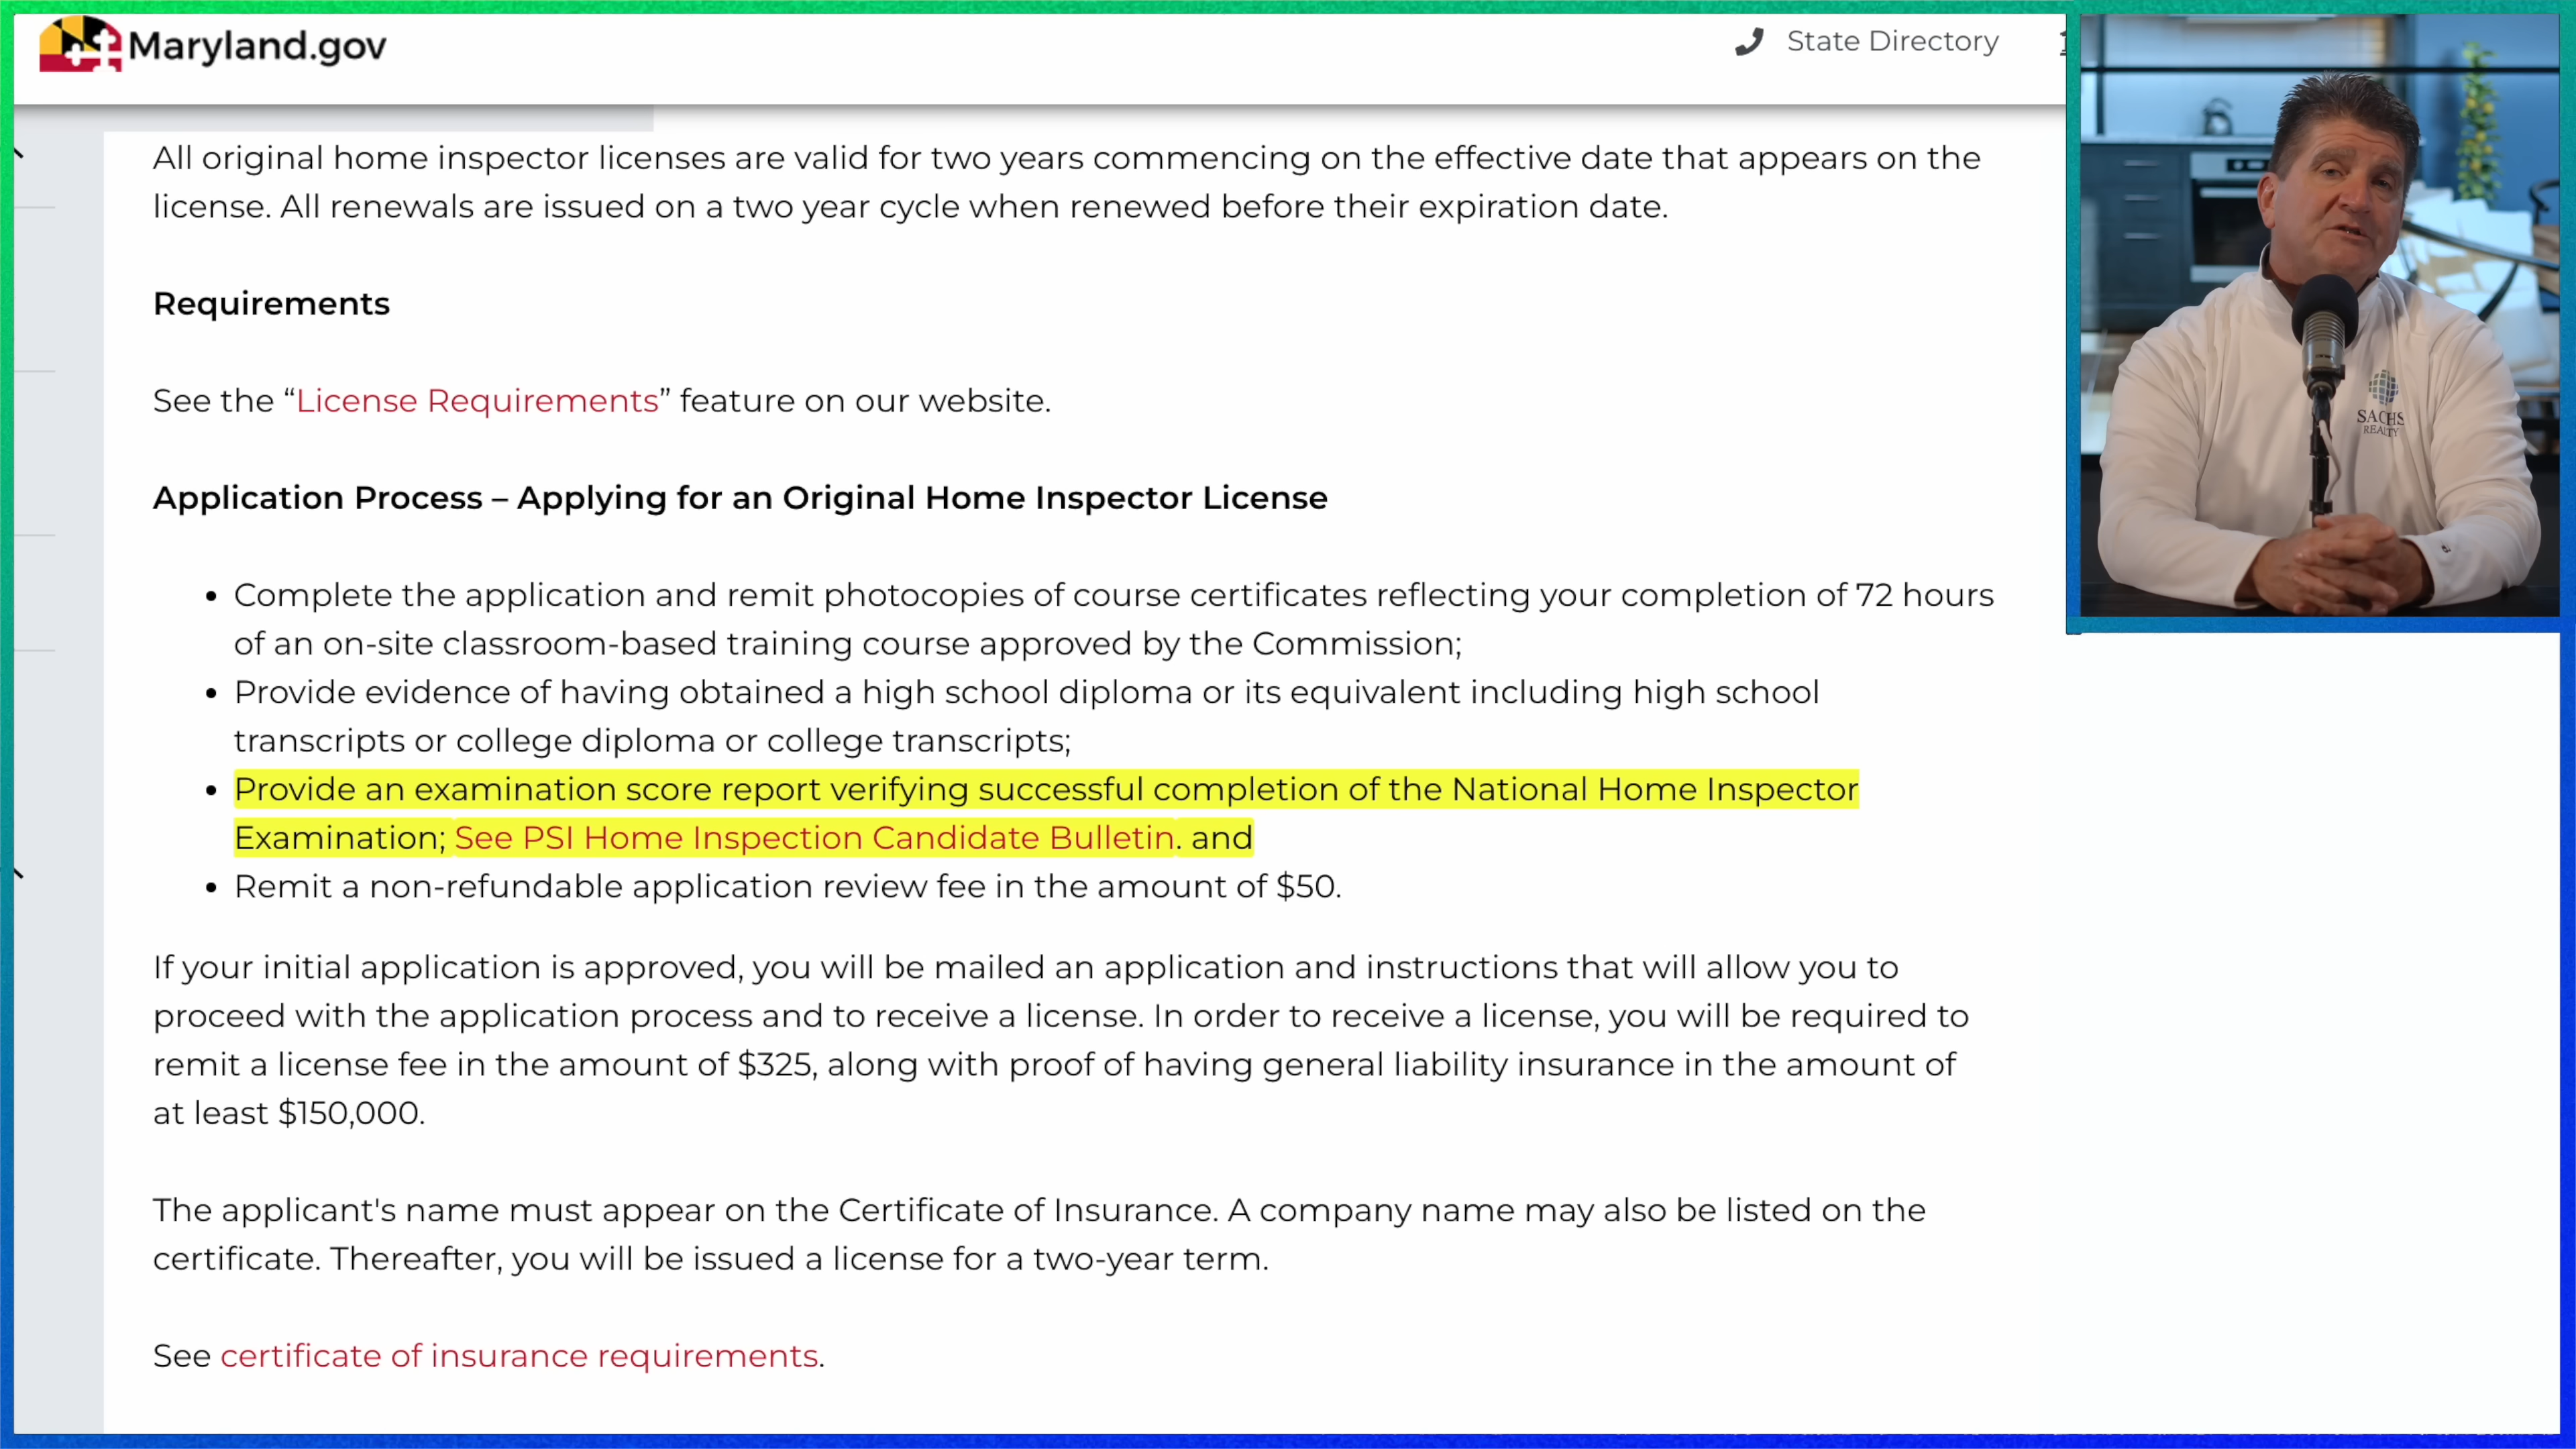 Maryland.gov
State Directory
All original home inspector licenses are valid for two years commencing on the effective date that appears on the
license. All renewals are issued on a two year cycle when renewed before their expiration date.
Requirements
See the “License Requirements” feature on our website.
Application Process – Applying for an Original Home Inspector License
• Complete the application and remit photocopies of course certificates reflecting your completion of 72 hours
of an on-site classroom-based training course approved by the Commission;
• Provide evidence of having obtained a high school diploma or its equivalent including high school
transcripts or college diploma or college transcripts;
• Provide an examination score report verifying successful completion of the National Home Inspector
Examination; See PSI Home Inspection Candidate Bulletin. and
• Remit a non-refundable application review fee in the amount of $50.
If your initial application is approved, you will be mailed an application and instructions that will allow you to
proceed with the application process and to receive a license. In order to receive a license, you will be required to
remit a license fee in the amount of $325, along with proof of having general liability insurance in the amount of
at least $150,000.
The applicant's name must appear on the Certificate of Insurance. A company name may also be listed on the
certificate. Thereafter, you will be issued a license for a two-year term.
See certificate of insurance requirements.
SACHS
REALTY